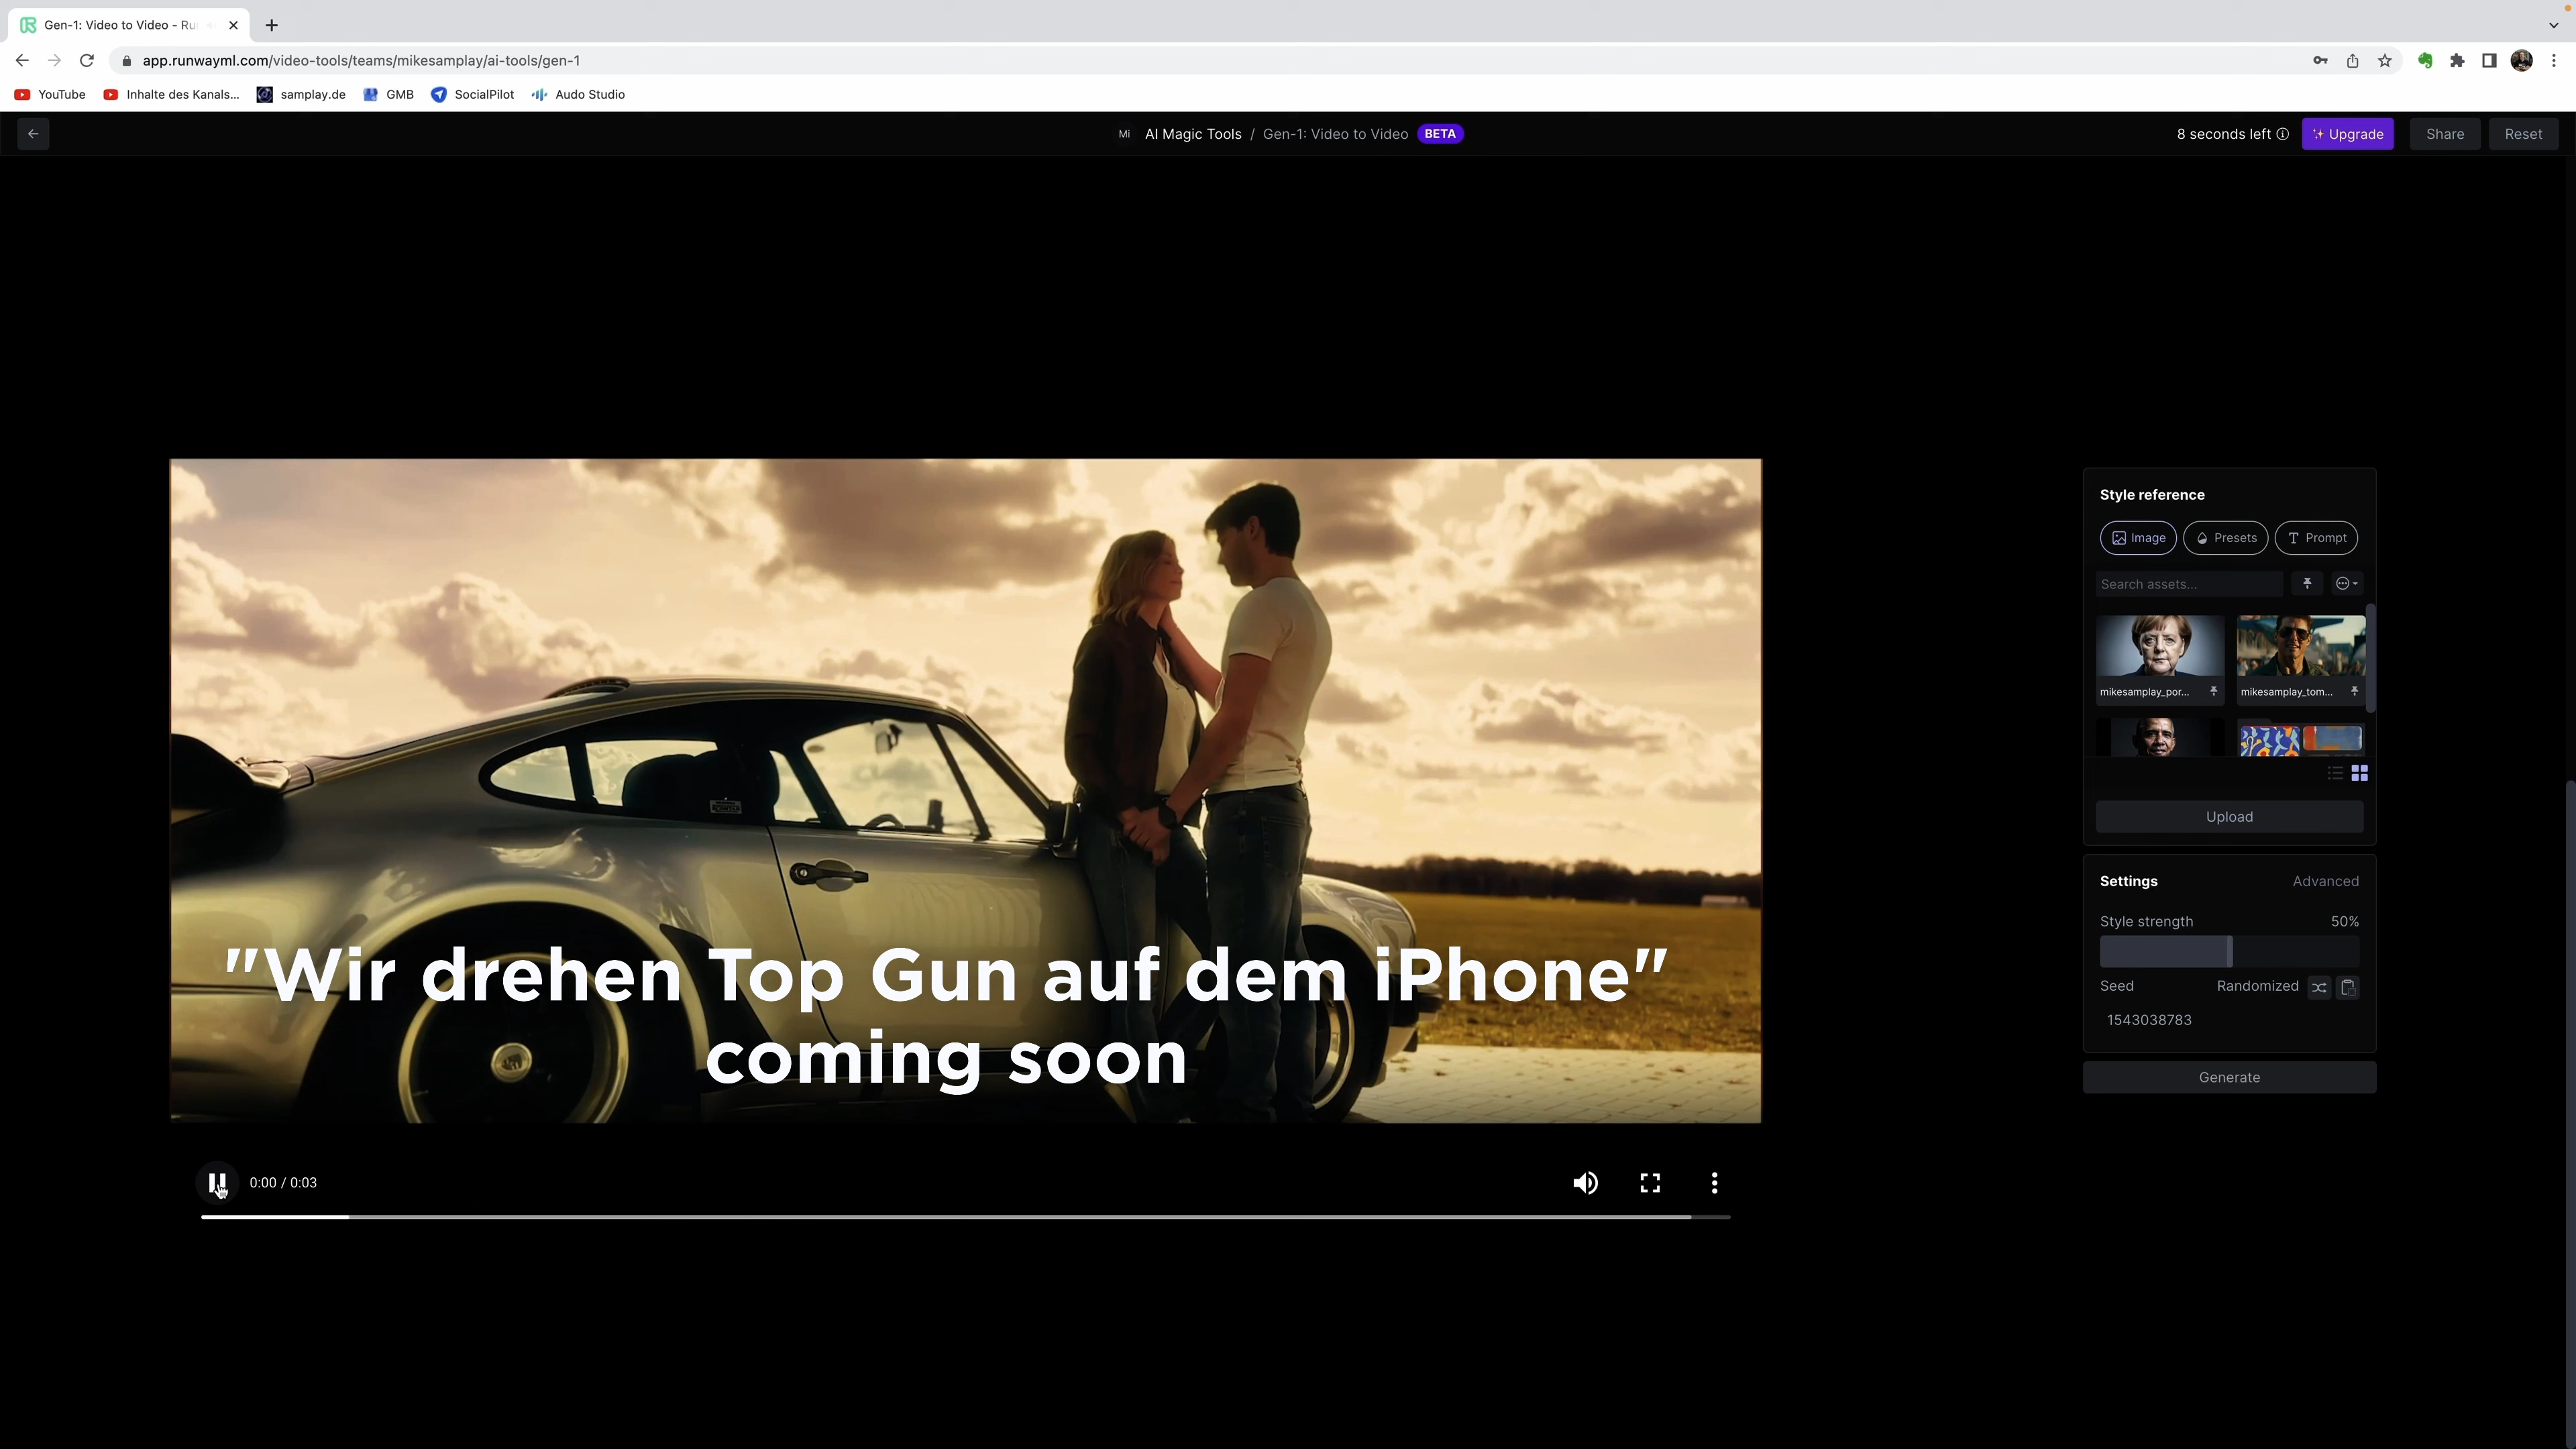 Gen-1: Video to Video - Ru
app.runwayml.com/video-tools/teams/mikesamplay/ai-tools/gen-1
YouTube
Inhalte des Kanals...
samplay.de
GMB
SocialPilot
Audo Studio
Mi
AI Magic Tools / Gen-1: Video to Video BETA
8 seconds left
Upgrade
Share
Reset
"Wir drehen Top Gun auf dem iPhone"
coming soon
0:00 / 0:03
Style reference
Image
Presets
Prompt
Search assets...
mikesamplay_por...
mikesamplay_tom...
Upload
Settings
Advanced
Style strength
50%
Seed
Randomized
1543038783
Generate